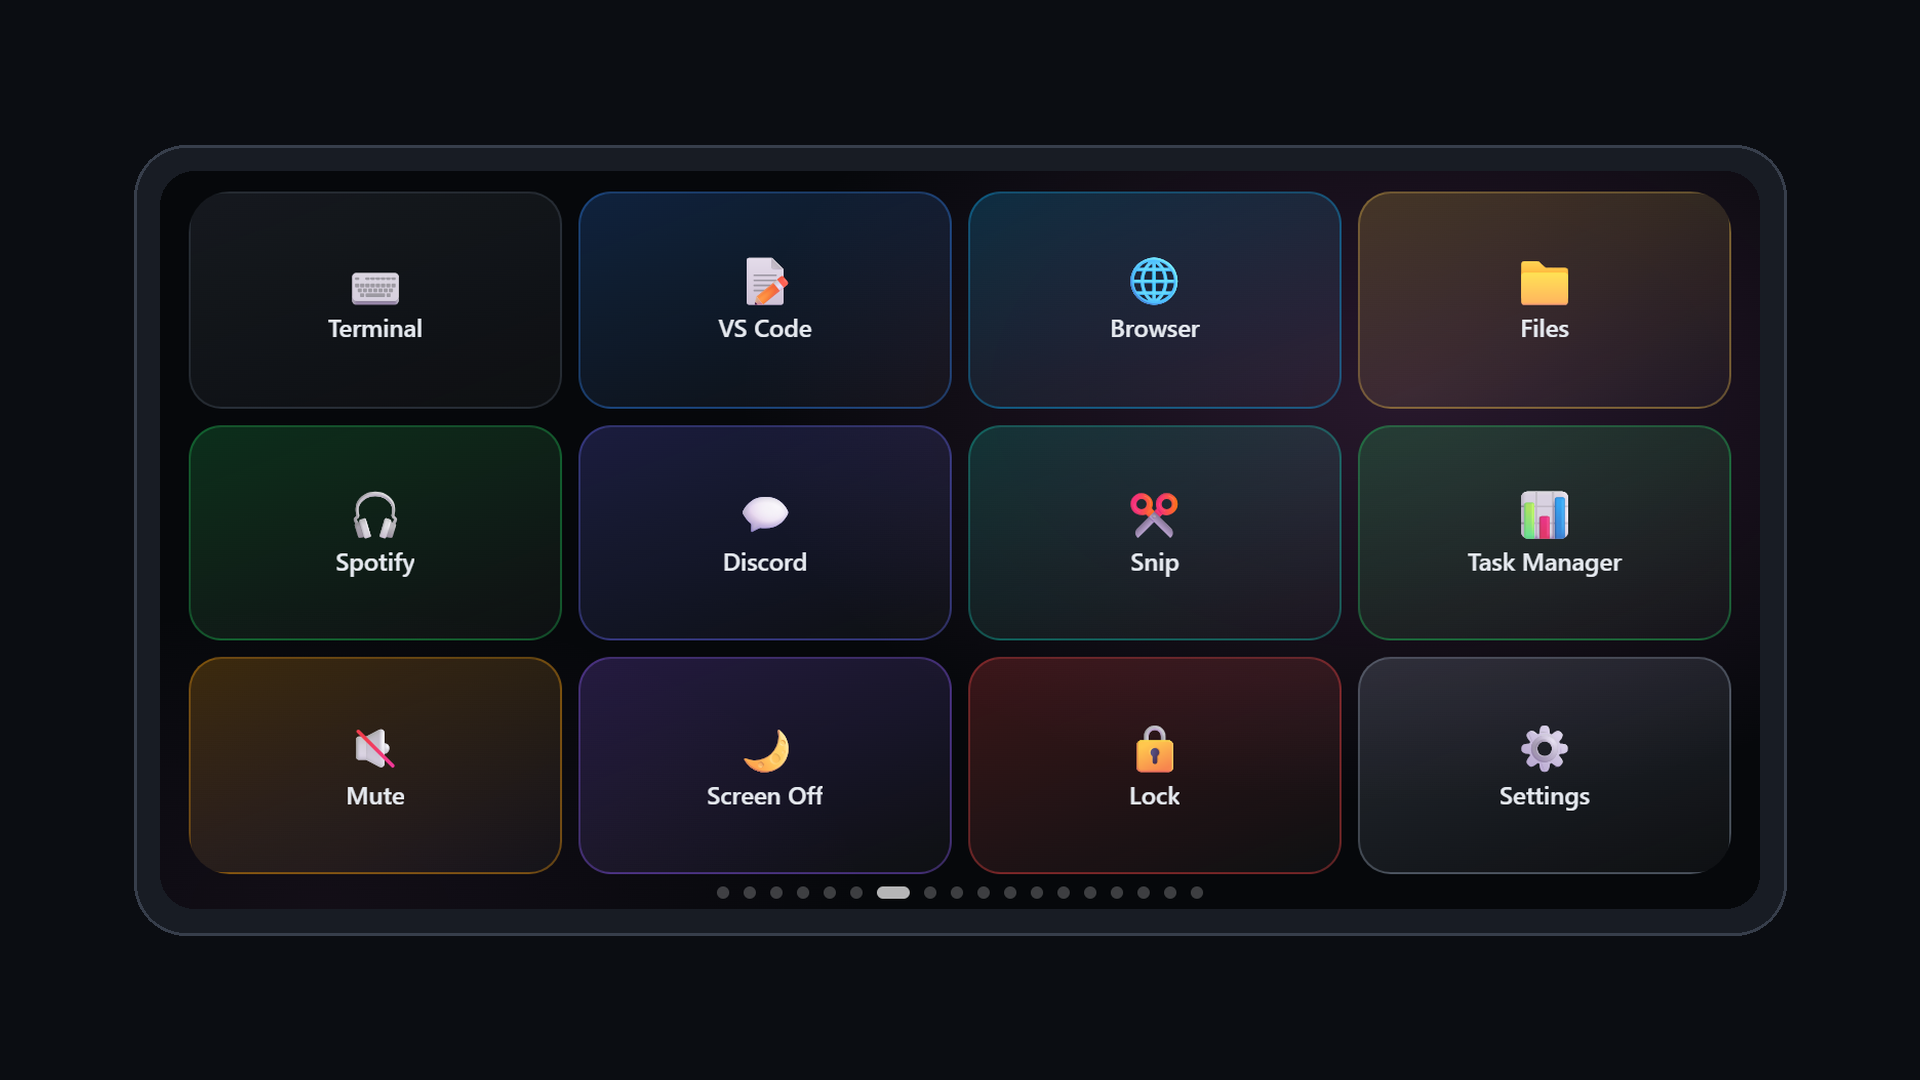 Terminal
VS Code
Browser
Files
Spotify
Discord
Snip
Task Manager
Mute
Screen Off
Lock
Settings